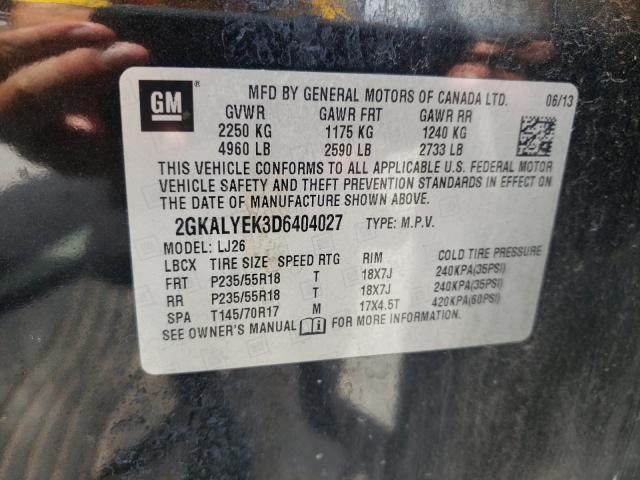 GM ® MFD BY GENERAL MOTORS OF CANADA LTD. 06/13
GVWR GAWR FRT GAWR RR
2250 KG 1175 KG 1240 KG
4960 LB 2590 LB 2733 LB
THIS VEHICLE CONFORMS TO ALL APPLICABLE U.S. FEDERAL MOTOR
VEHICLE SAFETY AND THEFT PREVENTION STANDARDS IN EFFECT ON
THE DATE OF MANUFACTURE SHOWN ABOVE.
2GKALYEK3D6404027 TYPE: M.P.V.
MODEL: LJ26
LBCX TIRE SIZE SPEED RTG RIM COLD TIRE PRESSURE
FRT P235/55R18 T 18X7J 240KPA(35PSI)
RR P235/55R18 T 18X7J 240KPA(35PSI)
SPA T145/70R17 M 17X4.5T 420KPA(60PSI)
SEE OWNER'S MANUAL FOR MORE INFORMATION.